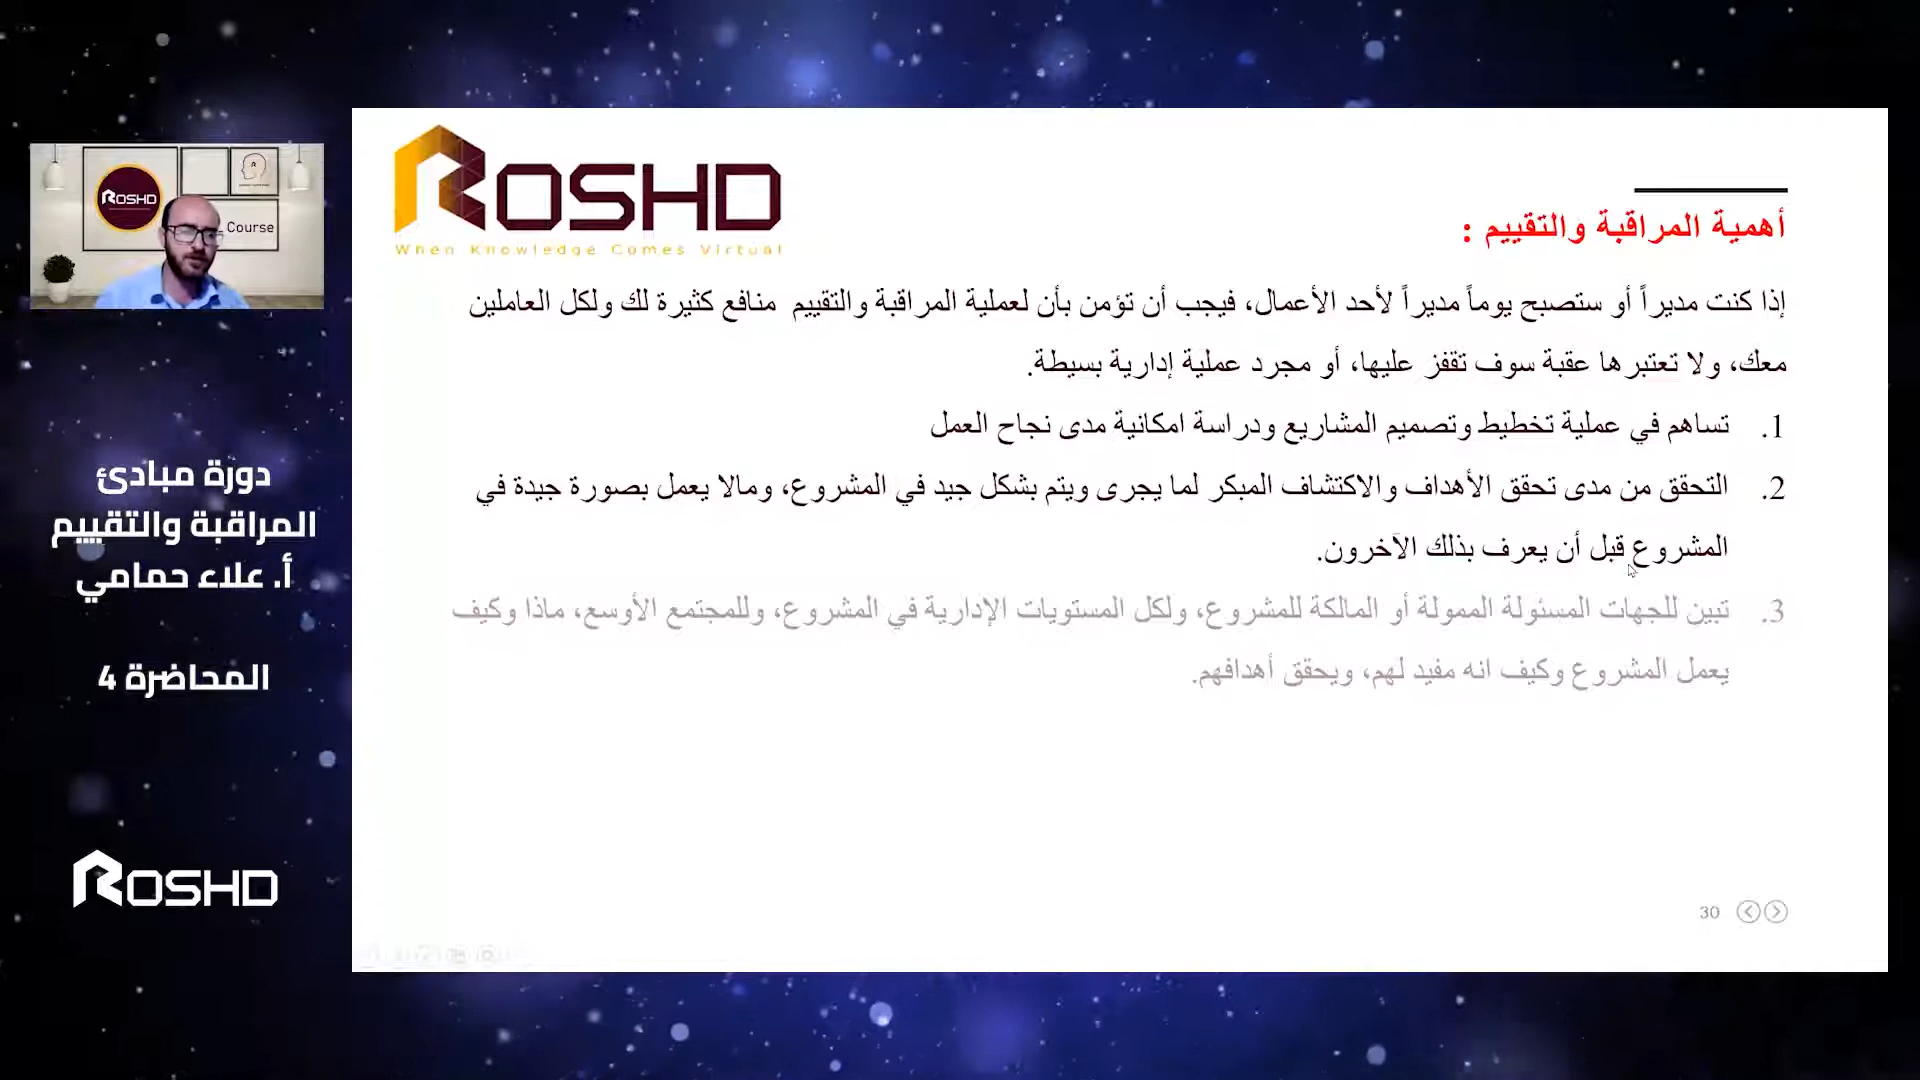 ROSHD
When Knowledge Comes Virtual
أهمية المراقبة والتقييم :
إذا كنت مديراً أو ستصبح يوماً مديراً لأحد الأعمال، فيجب أن تؤمن بأن لعملية المراقبة والتقييم منافع كثيرة لك ولكل العاملين
معك، ولا تعتبرها عقبة سوف تقفز عليها، أو مجرد عملية إدارية بسيطة.
1. تساهم في عملية تخطيط وتصميم المشاريع ودراسة امكانية مدى نجاح العمل
2. التحقق من مدى تحقق الأهداف والاكتشاف المبكر لما يجرى ويتم بشكل جيد في المشروع، ومالا يعمل بصورة جيدة في
المشروع قبل أن يعرف بذلك الآخرون.
3. تبين للجهات المسئولة الممولة أو المالكة للمشروع، ولكل المستويات الإدارية في المشروع، وللمجتمع الأوسع، ماذا وكيف
يعمل المشروع وكيف انه مفيد لهم، ويحقق أهدافهم.
30
ROSHD
Course
دورة مبادئ
المراقبة والتقييم
أ. علاء حمامي
المحاضرة 4
ROSHD